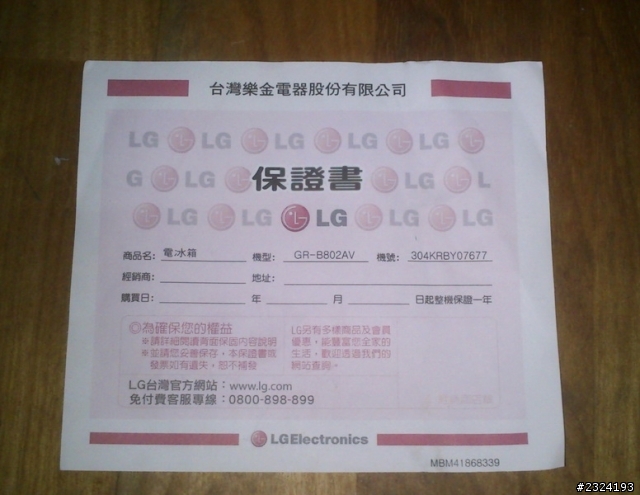 台灣樂金電器股份有限公司
LG LG LG LG LG
G LG 保證書 LG L
LG LG LG LG LG
商品名: 電冰箱 機型: GR-B802AV 機號: 304KRBY07677
經銷商: 地址:
購買日: 年 月 日起整機保證一年
◎為確保您的權益
※請詳細閱讀背面保證內容說明
※並請您妥善保存,本保證書或
發票如有遺失,恕不補發
LG另有多樣商品及會員
優惠,能豐富您全家的
生活,歡迎透過我們的
網站查詢。
LG台灣官方網站:www.lg.com
免付費客服專線:0800-898-899
LG Electronics
MBM41868339
#2324193